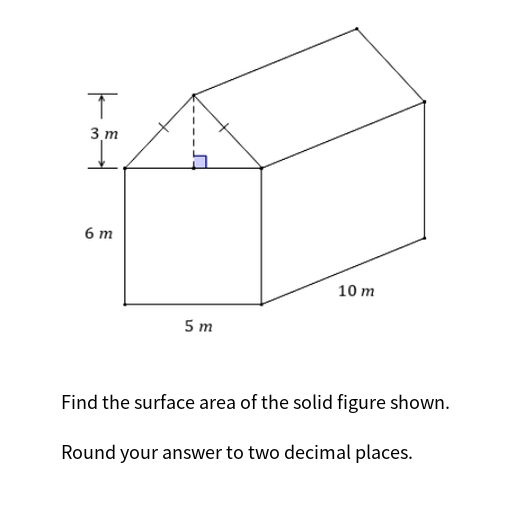 3 m
6 m
10 m
5 m
Find the surface area of the solid figure shown.
Round your answer to two decimal places.